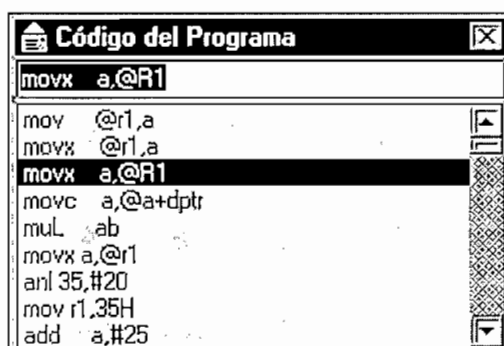 Código del Programa
movx a,@R1
mov @r1,a
movx @r1,a
movx a,@R1
movc a,@a+dptr
muL ab
movx a,@r1
anl 35,#20
mov r1,35H
add a,#25